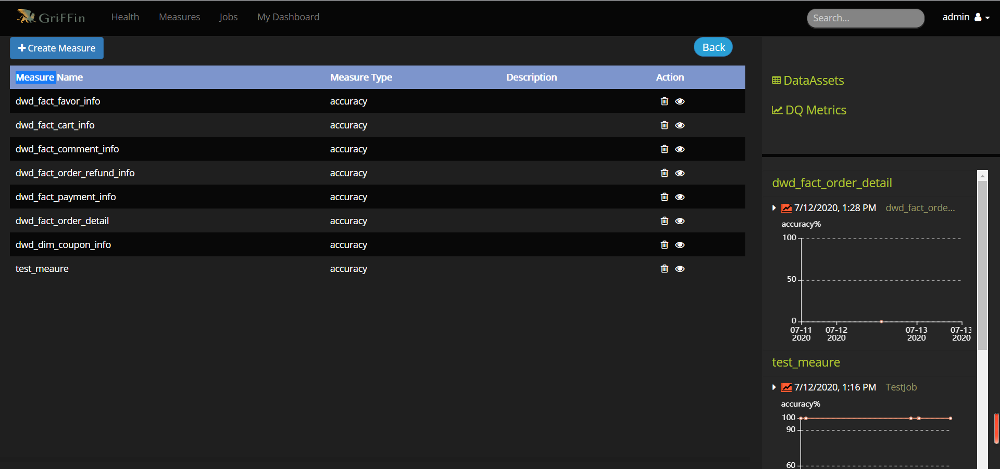 GriFFin Health Measures Jobs My Dashboard Search... admin
Create Measure Back
Measure Name Measure Type Description Action
dwd_fact_favor_info accuracy
dwd_fact_cart_info accuracy
dwd_fact_comment_info accuracy
dwd_fact_order_refund_info accuracy
dwd_fact_payment_info accuracy
dwd_fact_order_detail accuracy
dwd_dim_coupon_info accuracy
test_meaure accuracy
DataAssets
DQ Metrics
dwd_fact_order_detail
7/12/2020, 1:28 PM dwd_fact_orde...
accuracy%
100
50
0
07-11 07-12 07-13 07-13
2020 2020 2020 2020
test_meaure
7/12/2020, 1:16 PM TestJob
accuracy%
100
90
60